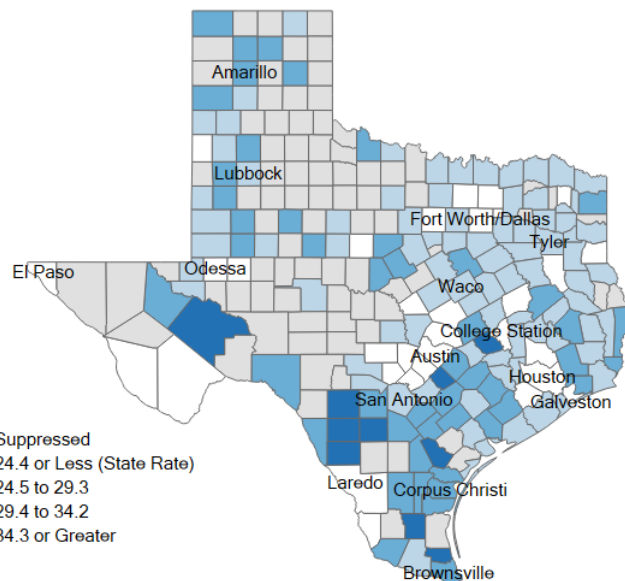 Amarillo
Lubbock
Fort Worth/Dallas
Tyler
El Paso
Odessa
Waco
College Station
Austin
Houston
San Antonio
Galveston
Suppressed
24.4 or Less (State Rate)
24.5 to 29.3
29.4 to 34.2
34.3 or Greater
Laredo
Corpus Christi
Brownsville